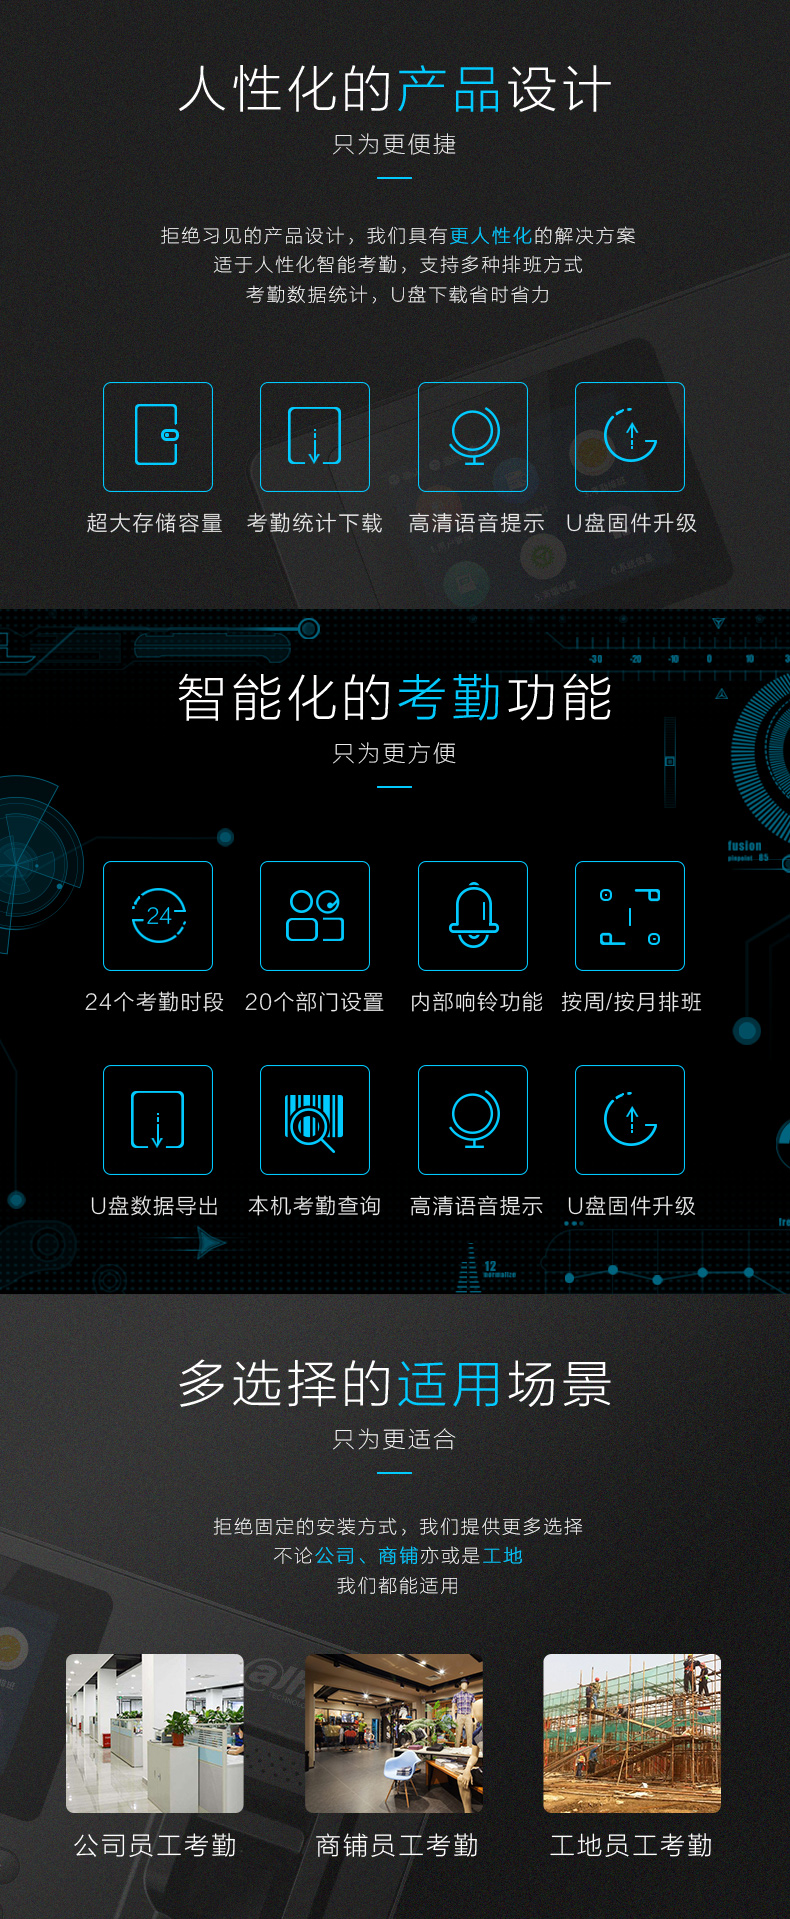 人性化的产品设计
只为更便捷
拒绝习见的产品设计，我们具有更人性化的解决方案
适于人性化智能考勤，支持多种排班方式
考勤数据统计，U盘下载省时省力
超大存储容量 考勤统计下载 高清语音提示 U盘固件升级
-30 -20 -10 0 10
智能化的考勤功能
只为更方便
fusion
pinpoint 85
24
24个考勤时段 20个部门设置 内部响铃功能 按周/按月排班
U盘数据导出 本机考勤查询 高清语音提示 U盘固件升级
12
normalize
多选择的适用场景
只为更适合
拒绝固定的安装方式，我们提供更多选择
不论公司、商铺亦或是工地
我们都能适用
公司员工考勤 商铺员工考勤 工地员工考勤